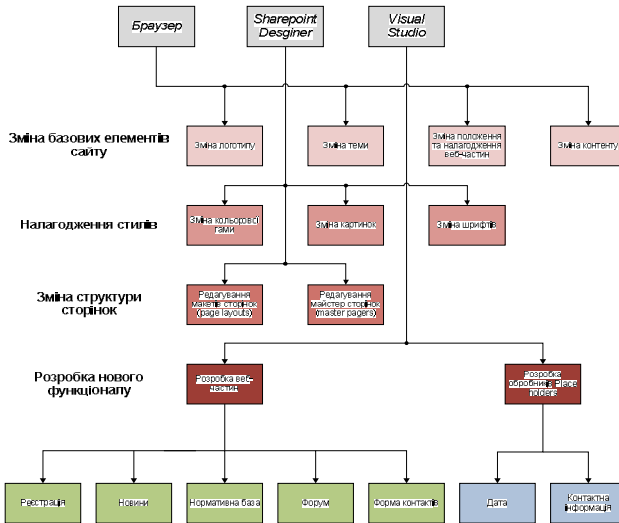 Браузер
Sharepoint
Desginer
Visual
Studio
Зміна базових елементів
сайту
Зміна логотипу
Зміна теми
Зміна положення
та налагодження
веб-частин
Зміна контенту
Налагодження стилів
Зміна кольорової
гами
Зміна картинок
Зміна шрифтів
Зміна структури
сторінок
Редагування
макетів сторінок
(page layouts)
Редагування
майстер сторінок
(master pagers)
Розробка нового
функціоналу
Розробка веб-
частин
Розробка
обробників Place
holders
Реєстрація
Новини
Нормативна база
Форум
Форма контактів
Дата
Контактна
інформація